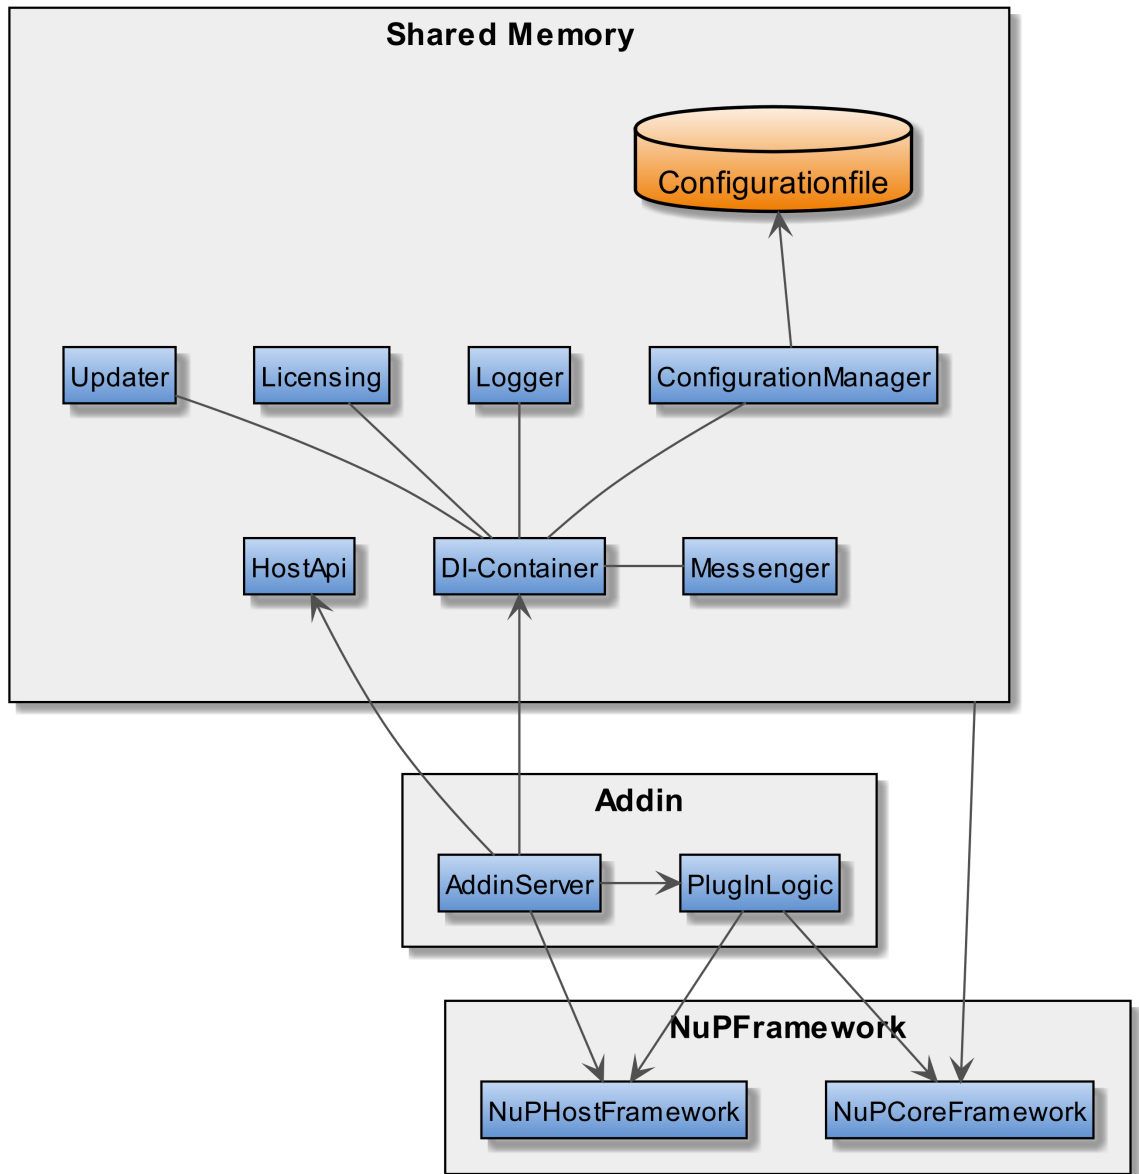 Shared Memory
Configurationfile
Updater
Licensing
Logger
ConfigurationManager
HostApi
DI-Container
Messenger
Addin
AddinServer
PlugInLogic
NuPFramework
NuPHostFramework
NuPCoreFramework